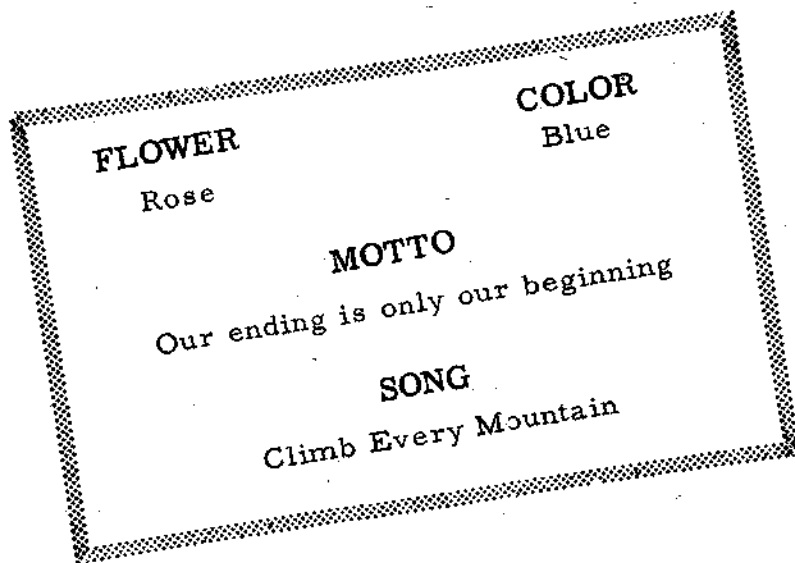 FLOWER
Rose
COLOR
Blue
MOTTO
Our ending is only our beginning
SONG
Climb Every Mountain